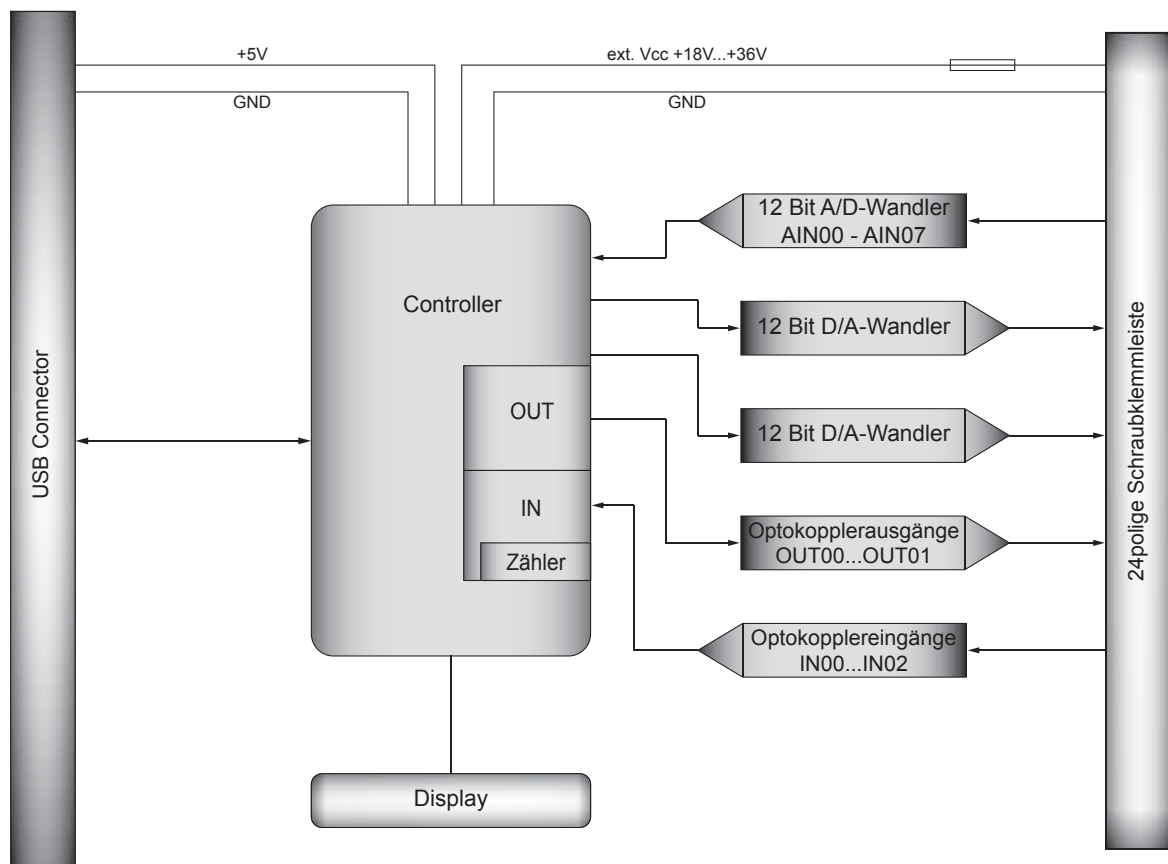 +5V
ext. Vcc +18V...+36V
GND
GND
12 Bit A/D-Wandler
AIN00 - AIN07
Controller
12 Bit D/A-Wandler
OUT
12 Bit D/A-Wandler
USB Connector
24polige Schraubklemmleiste
IN
Optokopplerausgänge
OUT00...OUT01
Zähler
Optokopplereingänge
IN00...IN02
Display